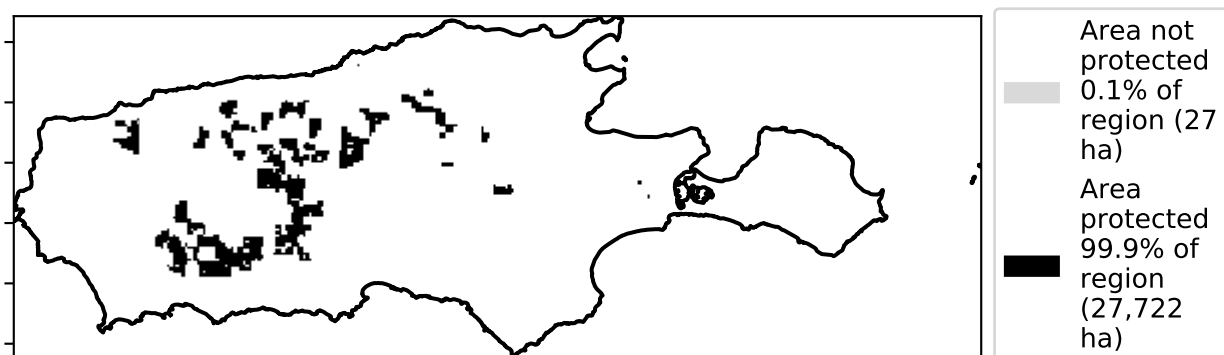 Area not
protected
0.1% of
region (27
ha)
Area
protected
99.9% of
region
(27,722
ha)